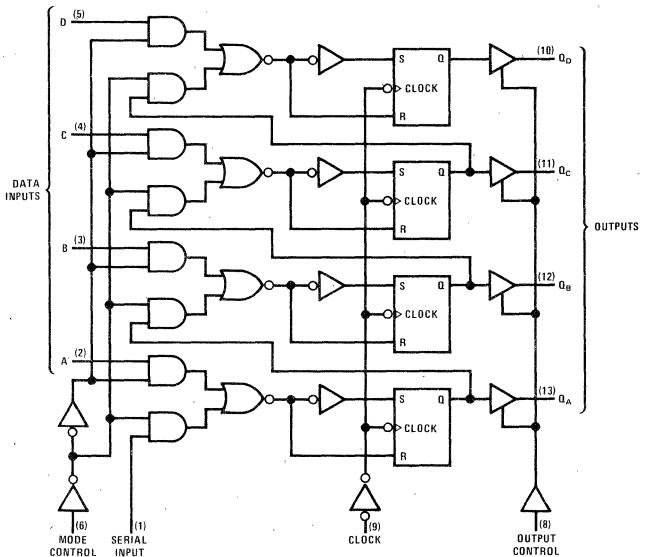 D (5)
(10) Q_D
S Q
CLOCK
R
C (4)
(11) Q_C
S Q
CLOCK
R
DATA
INPUTS
OUTPUTS
B (3)
(12) Q_B
S Q
CLOCK
R
A (2)
(13) Q_A
S Q
CLOCK
R
(6) (1) (9) (8)
MODE
CONTROL
SERIAL
INPUT
CLOCK
OUTPUT
CONTROL